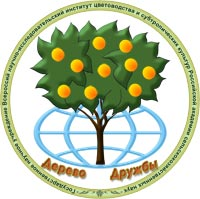 Государственное научное учреждение Всероссийский научно-исследовательский институт цветоводства и субтропических культур Российской академии сельскохозяйственных наук
Дерево Дружбы